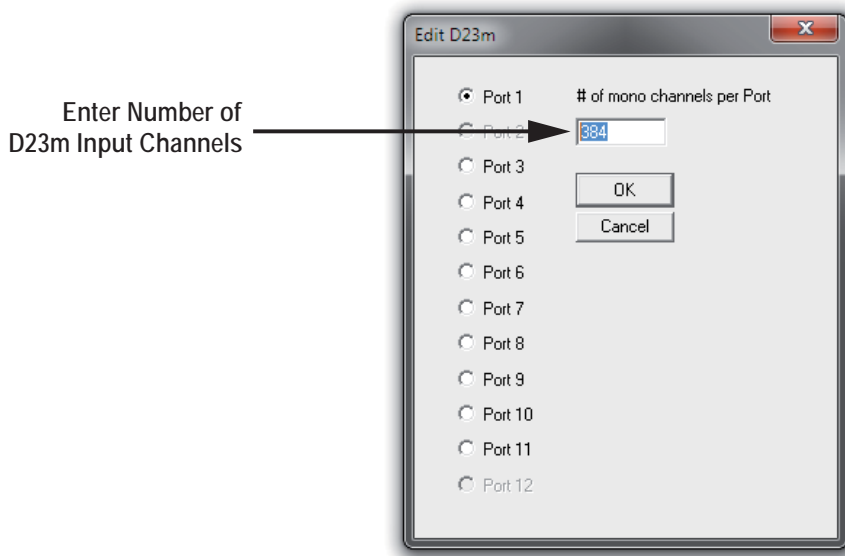 Edit D23m
Enter Number of
D23m Input Channels
Port 1
# of mono channels per Port
Port 2
384
Port 3
OK
Port 4
Cancel
Port 5
Port 6
Port 7
Port 8
Port 9
Port 10
Port 11
Port 12